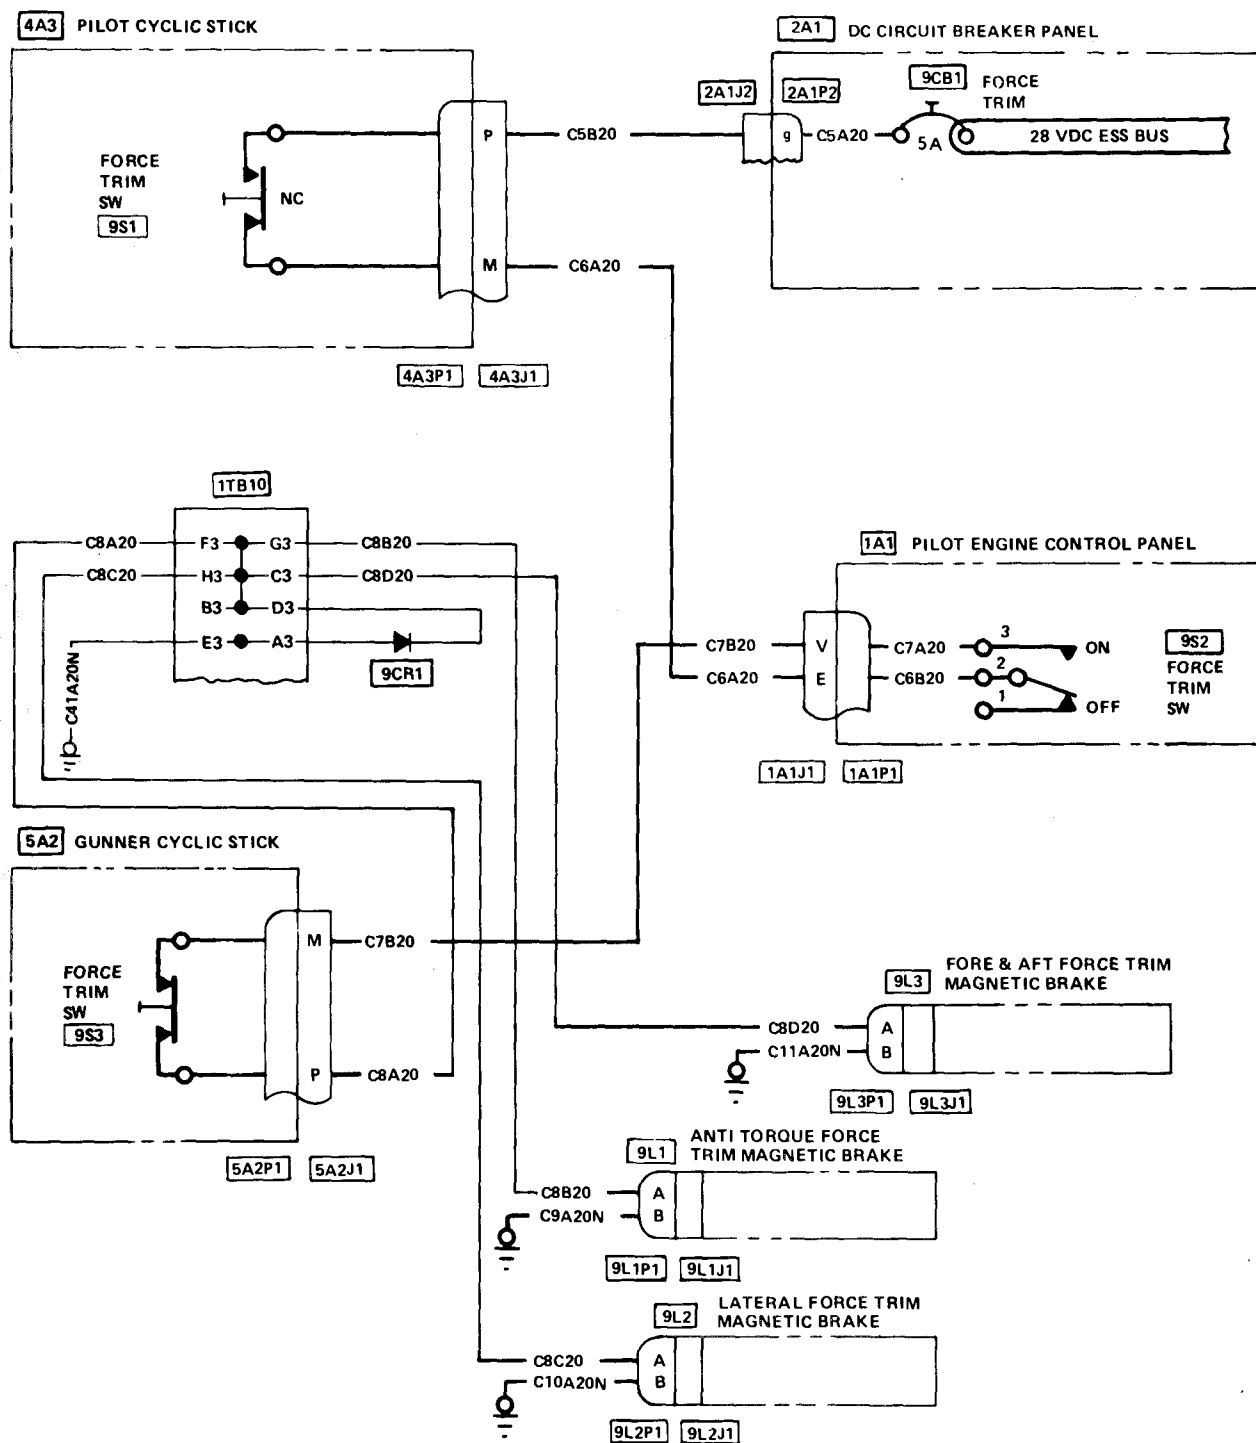 4A3 PILOT CYCLIC STICK
2A1 DC CIRCUIT BREAKER PANEL
2A1J2 2A1P2 9CB1 FORCE
TRIM
P C5B20 g C5A20 5A 28 VDC ESS BUS
FORCE
TRIM
SW
9S1
NC
M C6A20
4A3P1 4A3J1
1TB10
C8A20 F3 G3 C8B20
C8C20 H3 C3 C8D20
B3 D3
E3 A3
9CR1
C41A20N
1A1 PILOT ENGINE CONTROL PANEL
C7B20 V C7A20 3 ON
C6A20 E C6B20 2
1 OFF
9S2
FORCE
TRIM
SW
1A1J1 1A1P1
5A2 GUNNER CYCLIC STICK
M C7B20
FORCE
TRIM
SW
9S3
P C8A20
5A2P1 5A2J1
9L3 FORE & AFT FORCE TRIM
MAGNETIC BRAKE
C8D20 A
C11A20N B
9L3P1 9L3J1
9L1 ANTI TORQUE FORCE
TRIM MAGNETIC BRAKE
C8B20 A
C9A20N B
9L1P1 9L1J1
9L2 LATERAL FORCE TRIM
MAGNETIC BRAKE
C8C20 A
C10A20N B
9L2P1 9L2J1